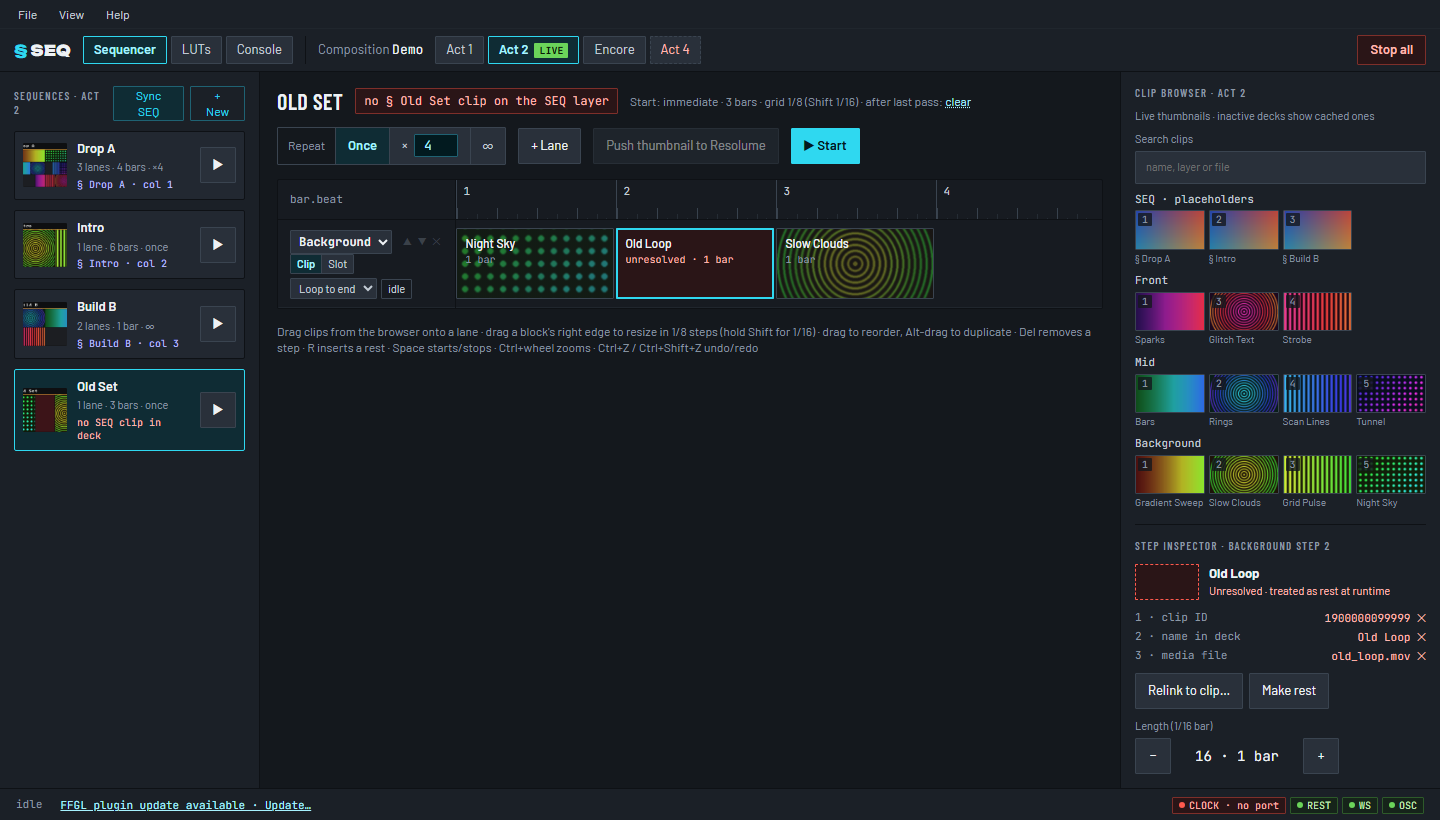 File View Help
§ SEQ Sequencer LUTs Console Composition Demo Act 1 Act 2 LIVE Encore Act 4 Stop all
SEQUENCES · ACT 2
Sync SEQ
+ New
Drop A
3 lanes · 4 bars · ×4
§ Drop A · col 1
Intro
1 lane · 6 bars · once
§ Intro · col 2
Build B
2 lanes · 1 bar · ∞
§ Build B · col 3
Old Set
1 lane · 3 bars · once
no SEQ clip in
deck
OLD SET no § Old Set clip on the SEQ layer Start: immediate · 3 bars · grid 1/8 (Shift 1/16) · after last pass: clear
Repeat Once × 4 ∞ + Lane Push thumbnail to Resolume ▶ Start
bar.beat 1 2 3 4
Background ▲ ▼ ✕
Clip Slot
Loop to end idle
Night Sky
1 bar
Old Loop
unresolved · 1 bar
Slow Clouds
1 bar
Drag clips from the browser onto a lane · drag a block's right edge to resize in 1/8 steps (hold Shift for 1/16) · drag to reorder, Alt-drag to duplicate · Del removes a
step · R inserts a rest · Space starts/stops · Ctrl+wheel zooms · Ctrl+Z / Ctrl+Shift+Z undo/redo
CLIP BROWSER · ACT 2
Live thumbnails · inactive decks show cached ones
Search clips
name, layer or file
SEQ · placeholders
1 2 3
§ Drop A § Intro § Build B
Front
1 3 4
Sparks Glitch Text Strobe
Mid
1 2 4 5
Bars Rings Scan Lines Tunnel
Background
1 2 3 5
Gradient Sweep Slow Clouds Grid Pulse Night Sky
STEP INSPECTOR · BACKGROUND STEP 2
Old Loop
Unresolved · treated as rest at runtime
1 · clip ID 1900000099999 ✕
2 · name in deck Old Loop ✕
3 · media file old_loop.mov ✕
Relink to clip… Make rest
Length (1/16 bar)
− 16 · 1 bar +
idle FFGL plugin update available · Update… CLOCK · no port REST WS OSC